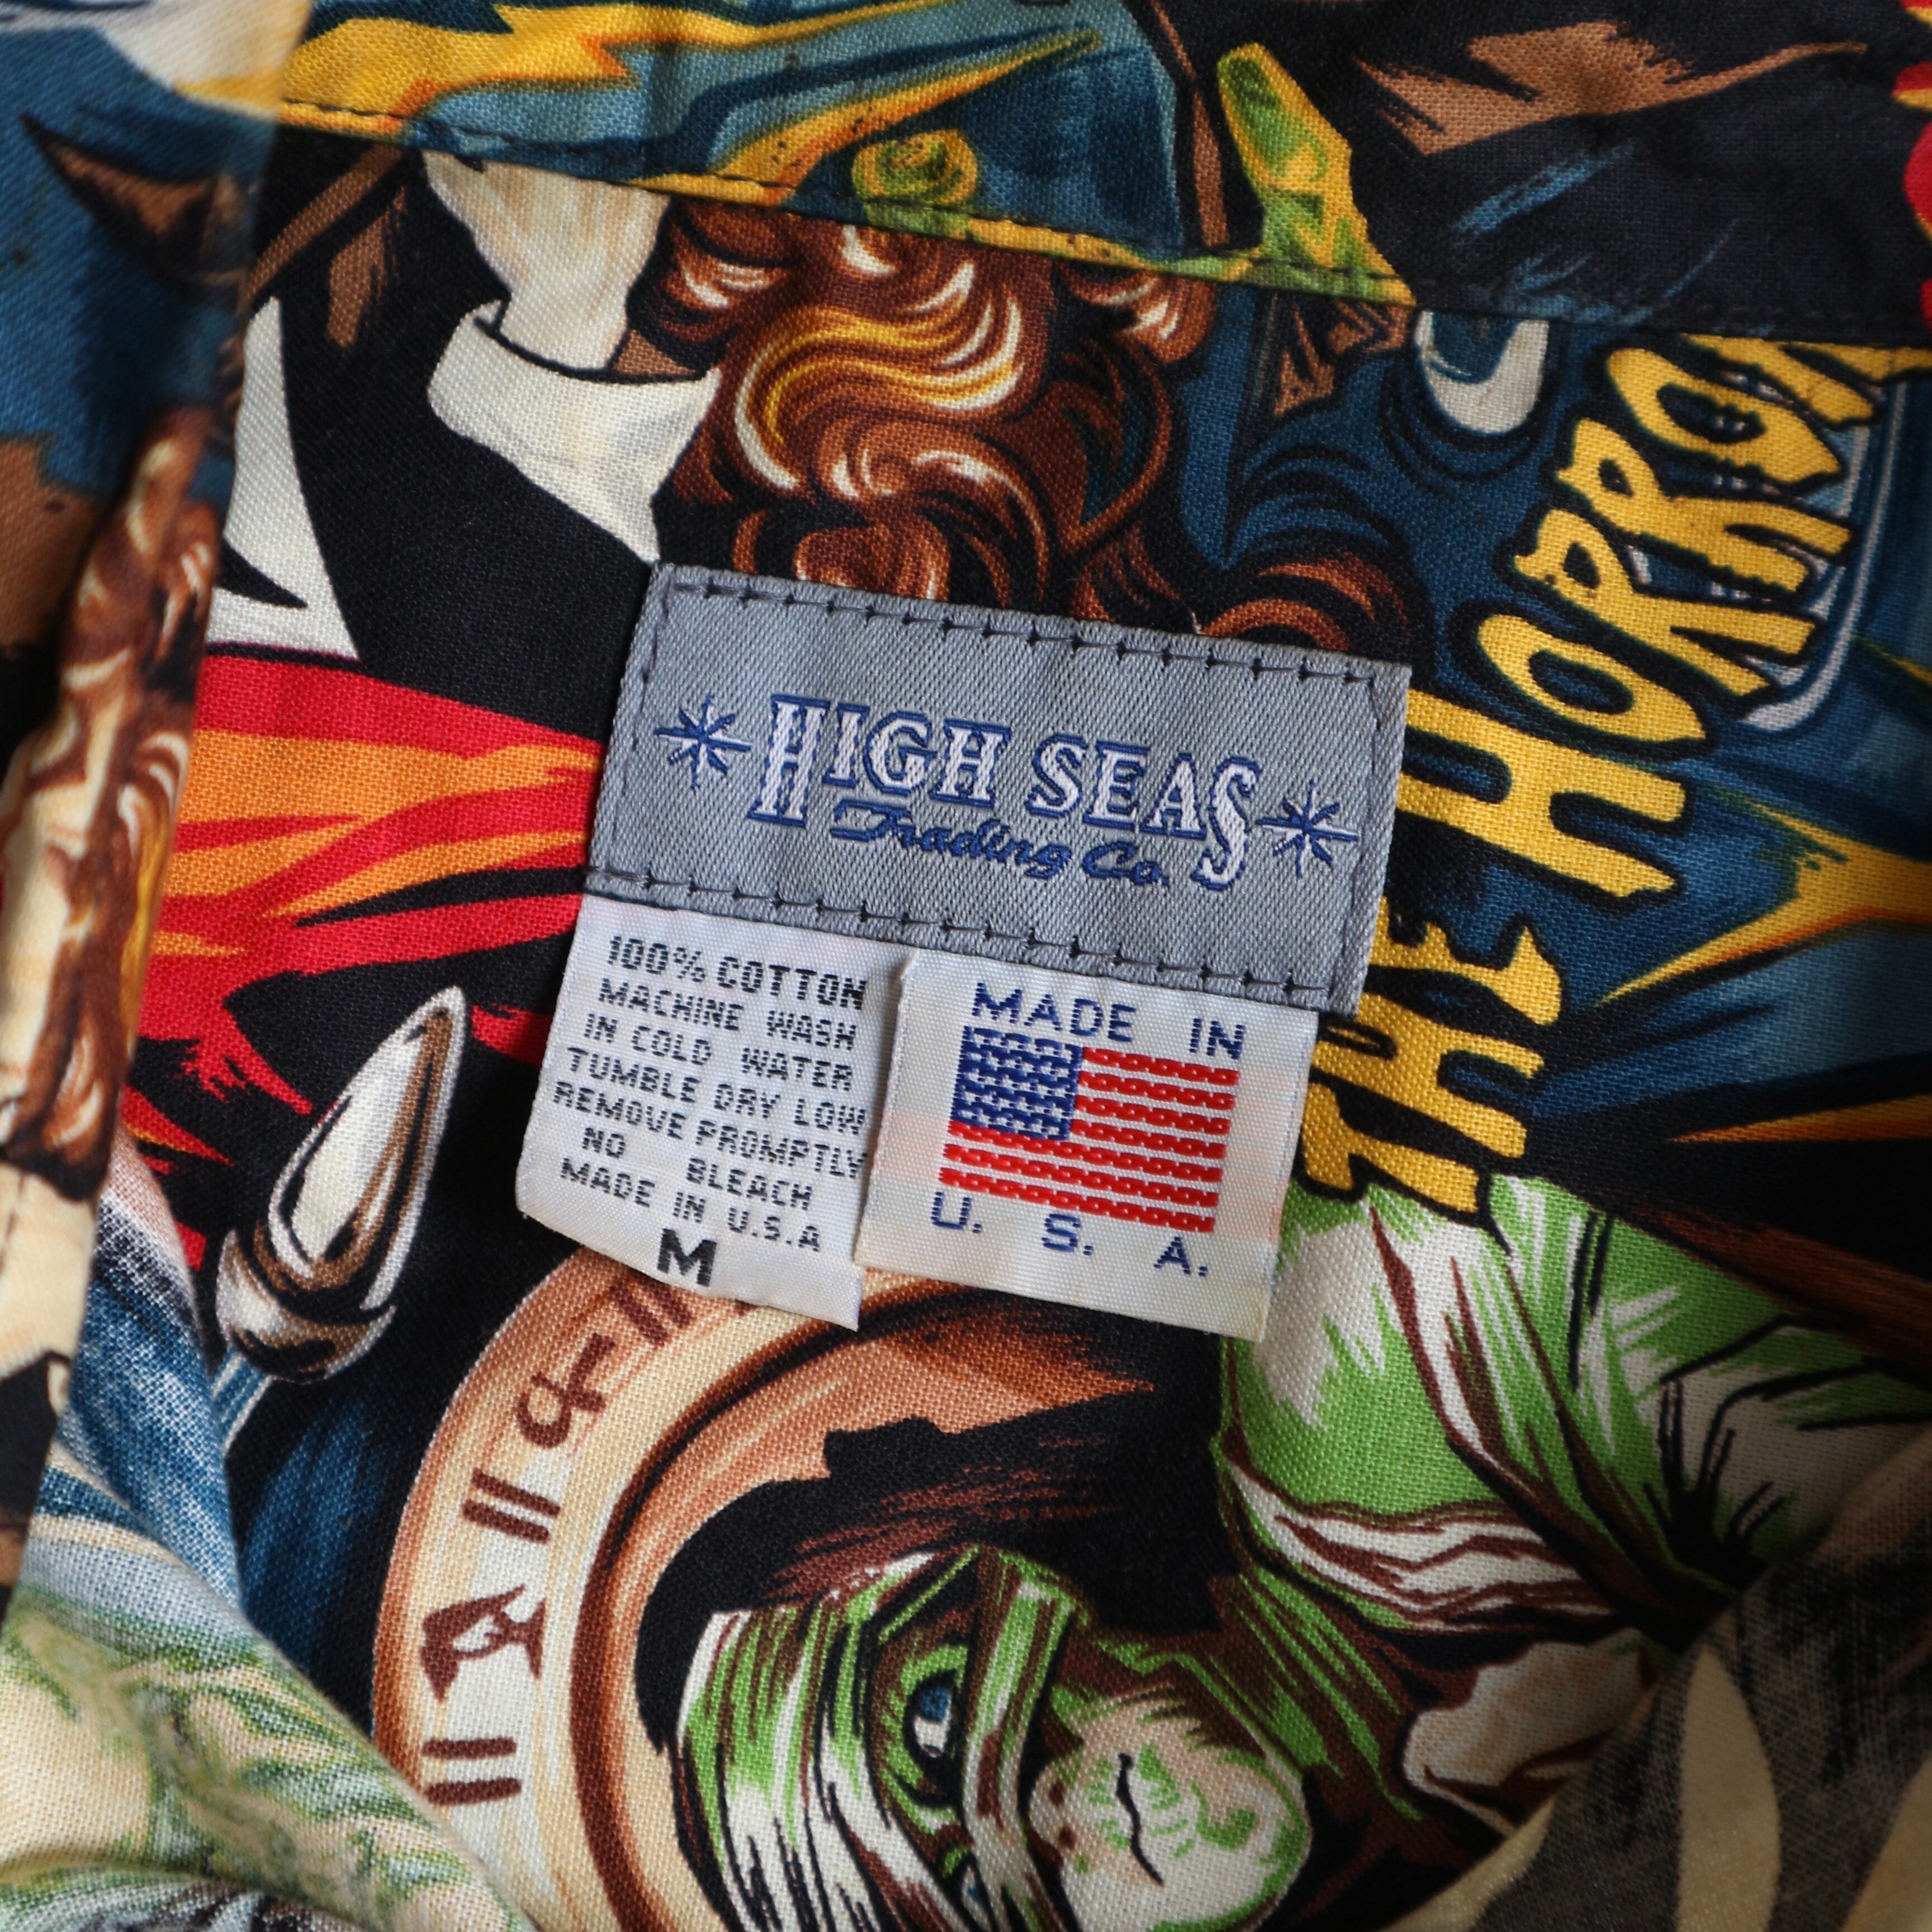 THE HORROR
HIGH SEAS
Trading Co.
100% COTTON
MACHINE WASH
IN COLD WATER
TUMBLE DRY LOW
REMOVE PROMPTLY
NO BLEACH
MADE IN U.S.A
M
MADE IN
U. S. A.